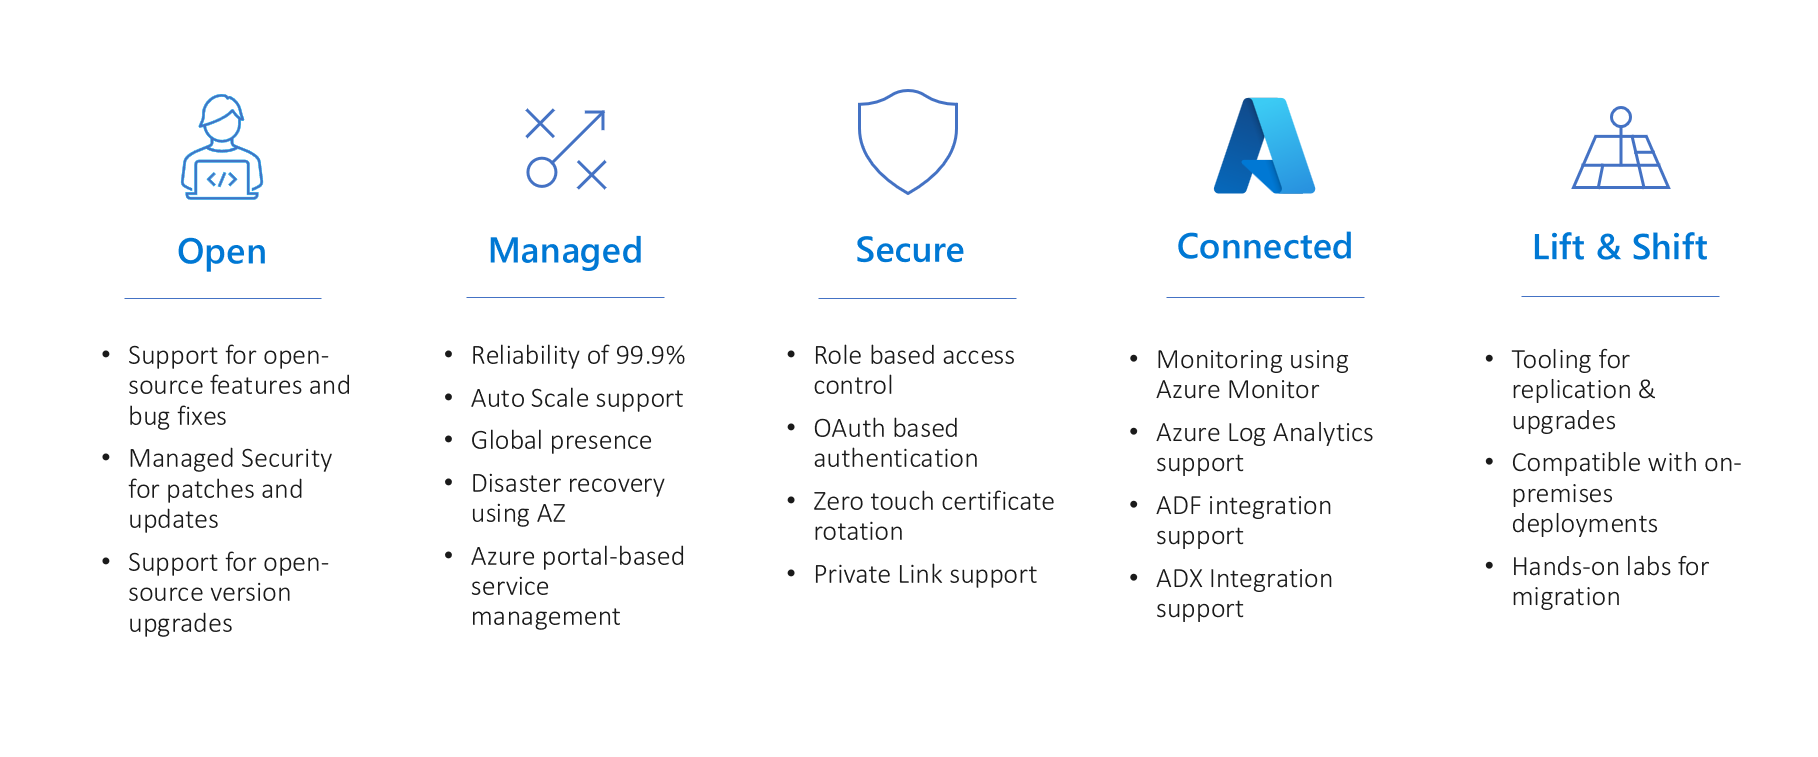 Open
• Support for open-
source features and
bug fixes
• Managed Security
for patches and
updates
• Support for open-
source version
upgrades
Managed
• Reliability of 99.9%
• Auto Scale support
• Global presence
• Disaster recovery
using AZ
• Azure portal-based
service
management
Secure
• Role based access
control
• OAuth based
authentication
• Zero touch certificate
rotation
• Private Link support
Connected
• Monitoring using
Azure Monitor
• Azure Log Analytics
support
• ADF integration
support
• ADX Integration
support
Lift & Shift
• Tooling for
replication &
upgrades
• Compatible with on-
premises
deployments
• Hands-on labs for
migration